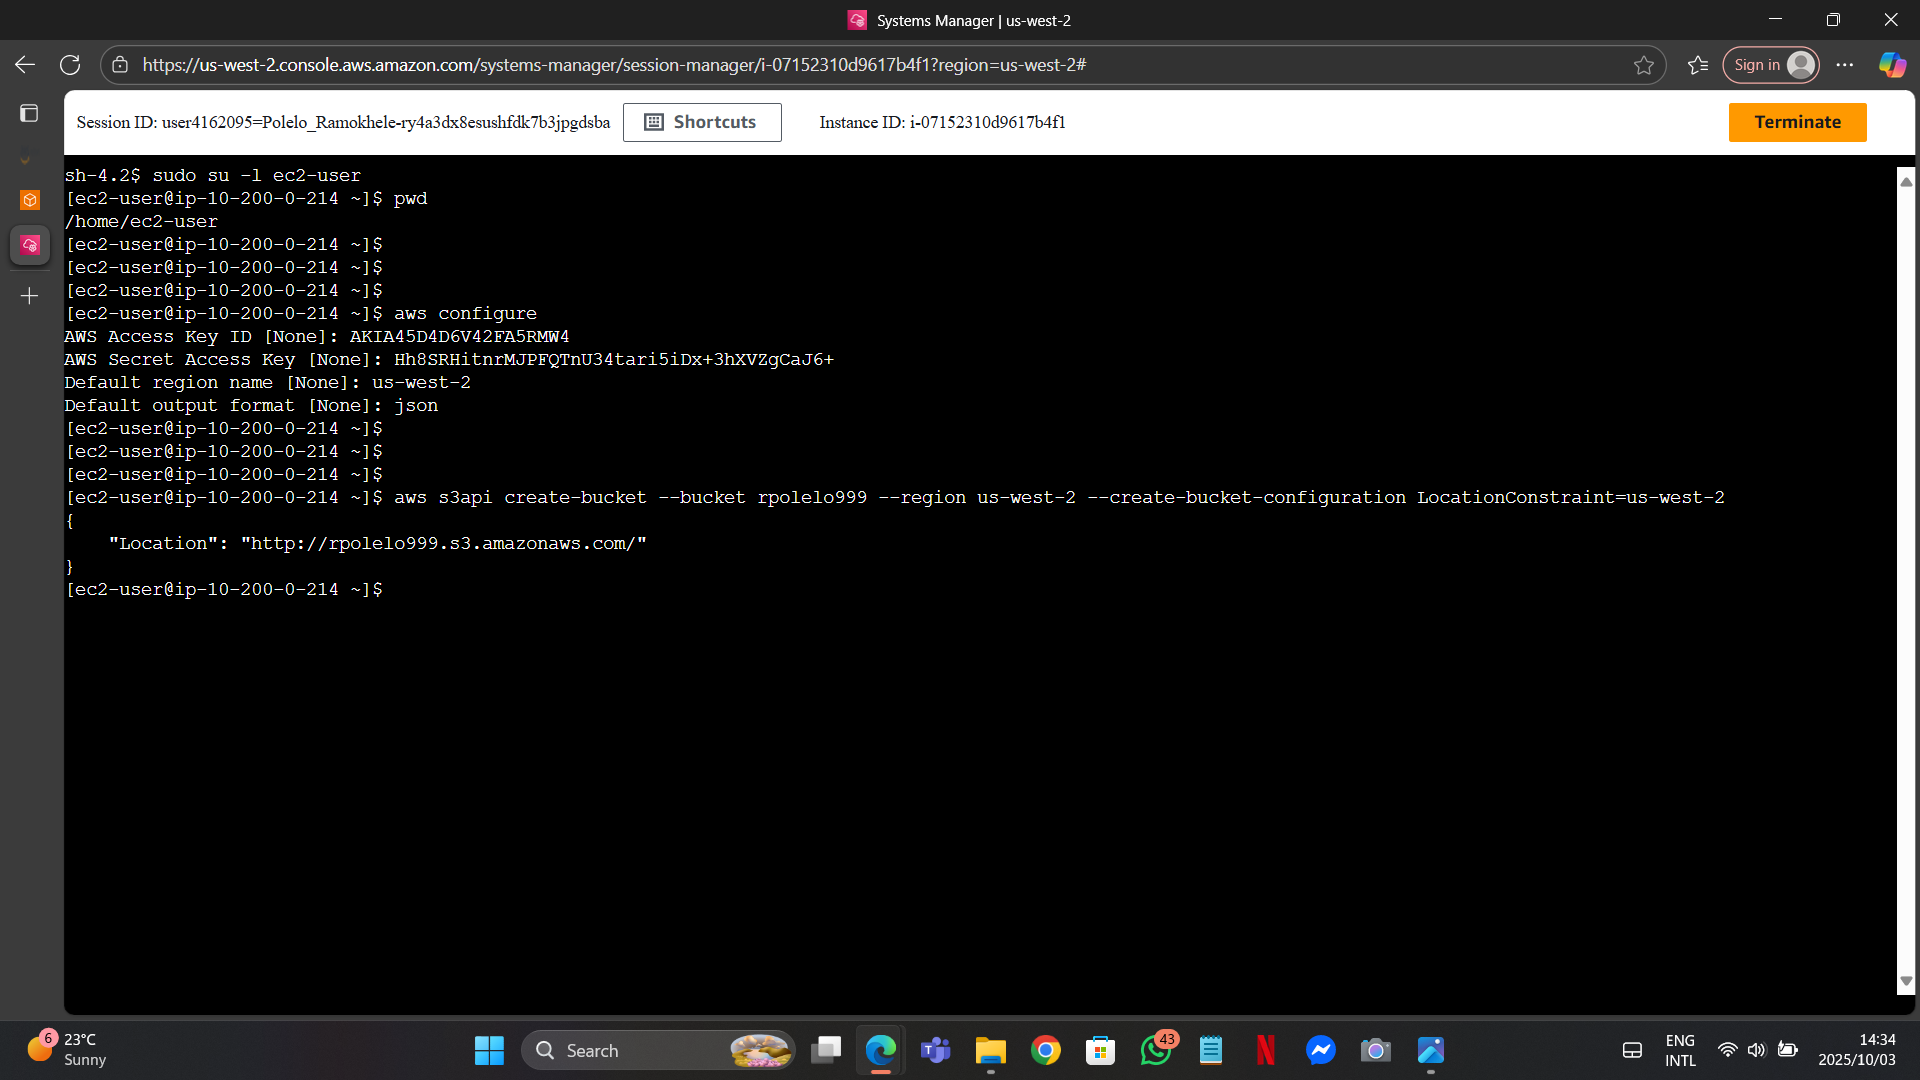 Systems Manager | us-west-2
https://us-west-2.console.aws.amazon.com/systems-manager/session-manager/i-07152310d9617b4f1?region=us-west-2#
Sign in
Session ID: user4162095=Polelo_Ramokhele-ry4a3dx8esushfdk7b3jpgdsba
Shortcuts
Instance ID: i-07152310d9617b4f1
Terminate
sh-4.2$ sudo su -l ec2-user
[ec2-user@ip-10-200-0-214 ~]$ pwd
/home/ec2-user
[ec2-user@ip-10-200-0-214 ~]$
[ec2-user@ip-10-200-0-214 ~]$
[ec2-user@ip-10-200-0-214 ~]$
[ec2-user@ip-10-200-0-214 ~]$ aws configure
AWS Access Key ID [None]: AKIA45D4D6V42FA5RMW4
AWS Secret Access Key [None]: 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
Default region name [None]: us-west-2
Default output format [None]: json
[ec2-user@ip-10-200-0-214 ~]$
[ec2-user@ip-10-200-0-214 ~]$
[ec2-user@ip-10-200-0-214 ~]$
[ec2-user@ip-10-200-0-214 ~]$ aws s3api create-bucket --bucket rpolelo999 --region us-west-2 --create-bucket-configuration LocationConstraint=us-west-2
{
    "Location": "http://rpolelo999.s3.amazonaws.com/"
}
[ec2-user@ip-10-200-0-214 ~]$
6
23°C
Sunny
Search
43
ENG
INTL
14:34
2025/10/03